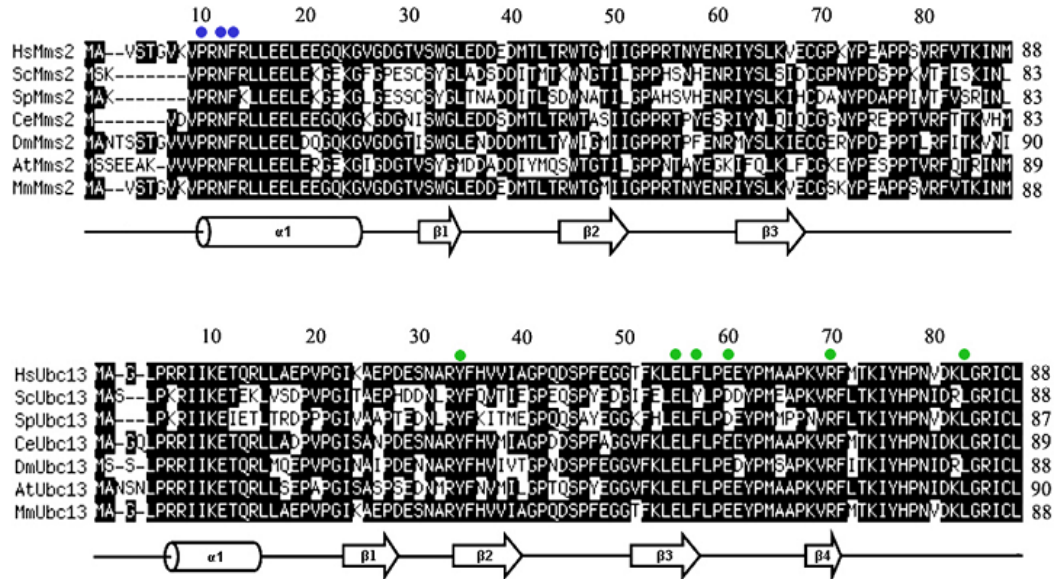 10 20 30 40 50 60 70 80
HsMms2 MA--VSTGVKVPRNFRLLEELEEGQKGVGDGTVSWGLEDDEDMTLTRWTGMIIGPPRTNYENRIYSLKVECGPKYPEAPPSVRFVTKINM 88
ScMms2 MSK-------VPRNFRLLEELEKGEKGFGPESCSYGLADSDDITMTKWNGTILGPPHSNHENRIYSLSIDCGPNYPDSPPKVTFISKINL 83
SpMms2 MAK-------VPRNFKLLEELEKGEKGLGESSCSYGLTNADDITLSDWNATILGPAHSVHENRIYSLKIHCDANYPDAPPIVTFVSRINL 83
CeMms2 M-------VDVPRNFRLLEELEEGQKGKGDGNISWGLEDDSDMTLTRWTASIIGPPRTPYESRIYNLQIQCGGNYPREPPTVRFTTKVHM 83
DmMms2 MANTSSTGVVVPRNFRLLEELDQGQKGVGDGTISWGLENDDDMTLTYWIGMIIGPPRTPFENRMYSLKIECGERYPDEPPTLRFITKVNI 90
AtMms2 MSSEEAK-VVVPRNFRLLEELERGEKGIGDGTVSYGMDDADDIYMQSWTGTILGPPNTAYEGKIFQLKLFCGKEYPESPPTVRFQTRINM 89
MmMms2 MA--VSTGVKVPRNFRLLEELEEGQKGVGDGTVSWGLEDDEDMTLTRWTGMIIGPPRTNYENRIYSLKVECGSKYPEAPPSVRFVTKINM 88
α1 β1 β2 β3
10 20 30 40 50 60 70 80
HsUbc13 MA-G-LPRRIIKETQRLLAEPVPGIKAEPDESNARYFHVVIAGPQDSPFEGGTFKLELFLPEEYPMAAPKVRFMTKIYHPNVDKLGRICL 88
ScUbc13 MAS--LPKRIIKETEKLVSDPVPGITAEPHDDNLRYFQVTIEGPEQSPYEDGIFELELYLPDDYPMEAPKVRFLTKIYHPNIDRLGRICL 88
SpUbc13 MA---LPKRIIKEIETLTRDPPPGIVAAPTEDNLRYFKITMEGPQQSAYEGGKFHLELFLPDEYPMMPPNVRFLTKIYHPNVDKLGRICL 87
CeUbc13 MA-GQLPRRIIKETQRLLADPVPGISANPDESNARYFHVMIAGPDDSPFAGGVFKLELFLPEEYPMAAPKVRFMTKIYHPNIDKLGRICL 89
DmUbc13 MS-S-LPRRIIKETQRLMQEPVPGINAIPDENNARYFHVIVTGPNDSPFEGGVFKLELFLPEDYPMSAPKVRFITKIYHPNIDRLGRICL 88
AtUbc13 MANSNLPRRIIKETQRLLSEPAPGISASPSEDNMRYFNVMILGPTQSPYEGGVFKLELFLPEEYPMAAPKVRFLTKIYHPNIDKLGRICL 90
MmUbc13 MA-G-LPRRIIKETQRLLAEPVPGIKAEPDESNARYFHVVIAGPQDSPFEGGTFKLELFLPEEYPMAAPKVRFMTKIYHPNVDKLGRICL 88
α1 β1 β2 β3 β4